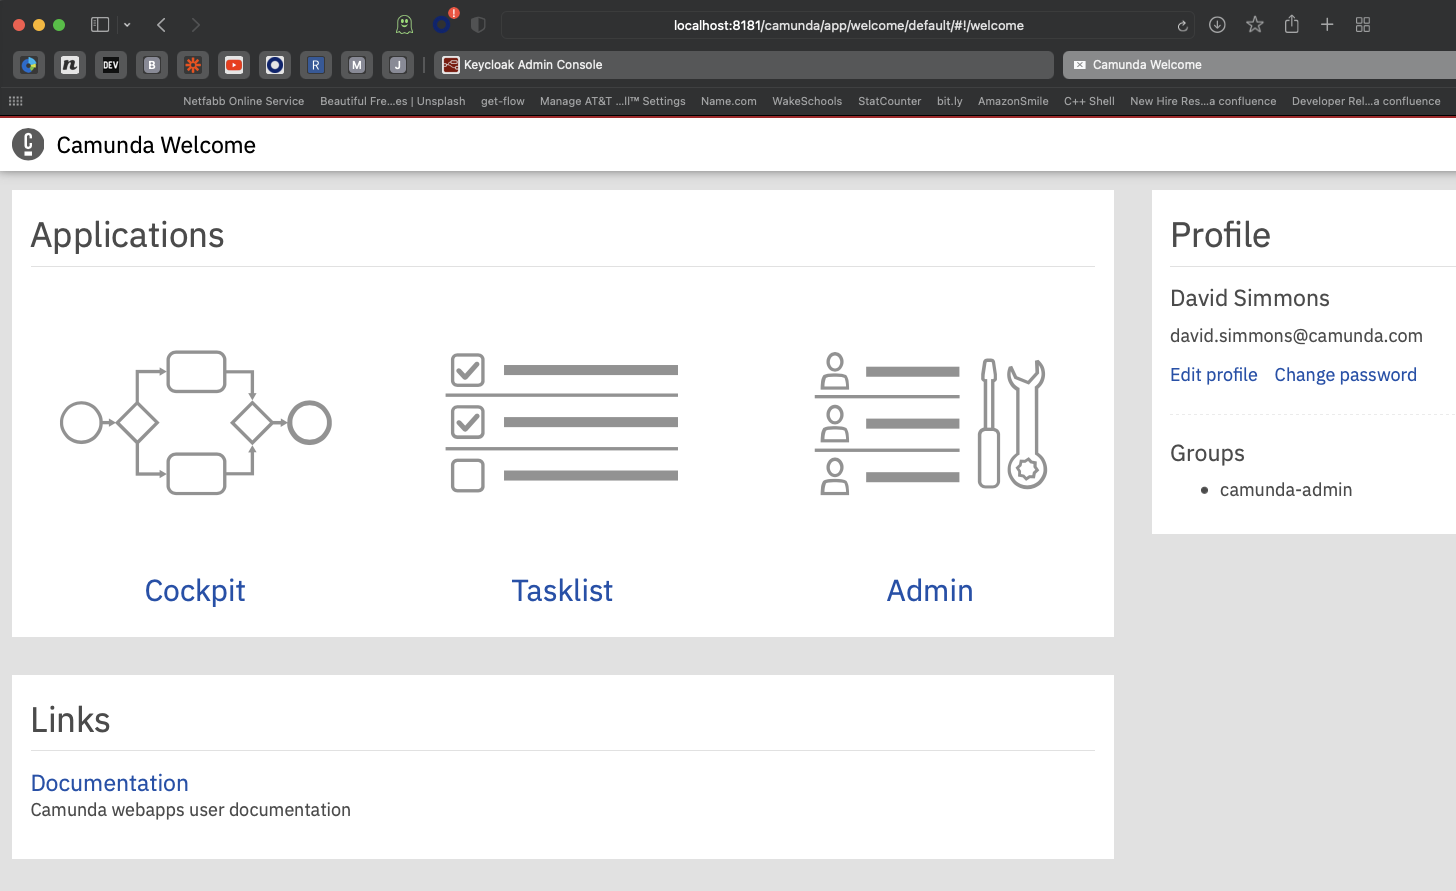 localhost:8181/camunda/app/welcome/default/#!/welcome
n DEV B R M J Keycloak Admin Console Camunda Welcome
Netfabb Online Service Beautiful Fre...es | Unsplash get-flow Manage AT&T ...ll™ Settings Name.com WakeSchools StatCounter bit.ly AmazonSmile C++ Shell New Hire Res...a confluence Developer Rel...a confluence
C Camunda Welcome
Applications
Cockpit Tasklist Admin
Links
Documentation
Camunda webapps user documentation
Profile
David Simmons
david.simmons@camunda.com
Edit profile Change password
Groups
• camunda-admin